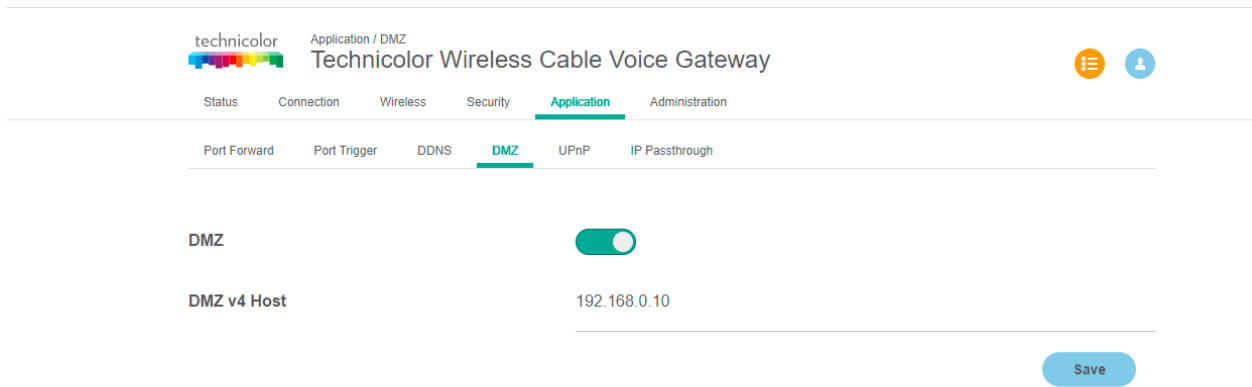 technicolor
Application / DMZ
Technicolor Wireless Cable Voice Gateway
Status Connection Wireless Security Application Administration
Port Forward Port Trigger DDNS DMZ UPnP IP Passthrough
DMZ
DMZ v4 Host 192.168.0.10
Save